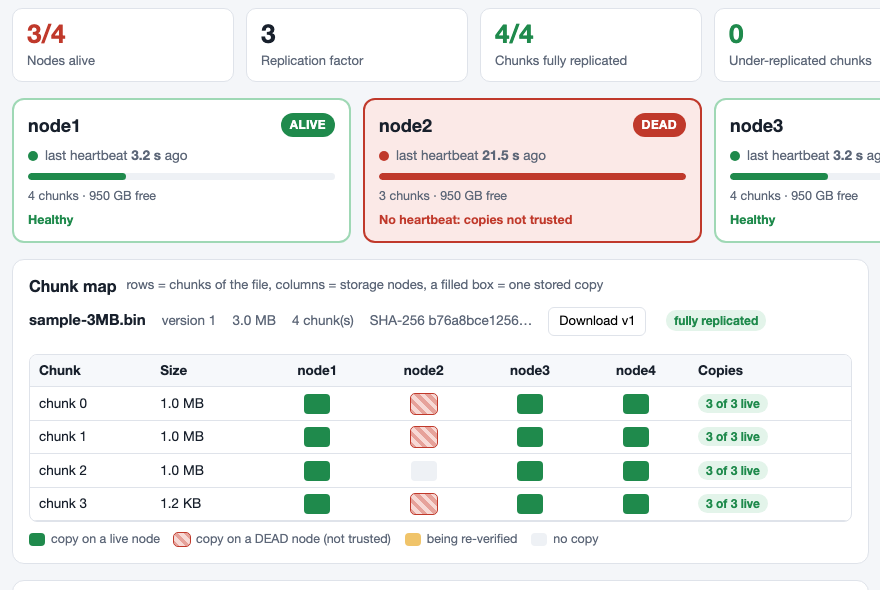 3/4
Nodes alive
3
Replication factor
4/4
Chunks fully replicated
0
Under-replicated chunks
node1 ALIVE
last heartbeat 3.2 s ago
4 chunks · 950 GB free
Healthy
node2 DEAD
last heartbeat 21.5 s ago
3 chunks · 950 GB free
No heartbeat: copies not trusted
node3
last heartbeat 3.2 s
4 chunks · 950 GB free
Healthy
Chunk map rows = chunks of the file, columns = storage nodes, a filled box = one stored copy
sample-3MB.bin version 1 3.0 MB 4 chunk(s) SHA-256 b76a8bce1256… Download v1 fully replicated
Chunk Size node1 node2 node3 node4 Copies
chunk 0 1.0 MB 3 of 3 live
chunk 1 1.0 MB 3 of 3 live
chunk 2 1.0 MB 3 of 3 live
chunk 3 1.2 KB 3 of 3 live
copy on a live node copy on a DEAD node (not trusted) being re-verified no copy